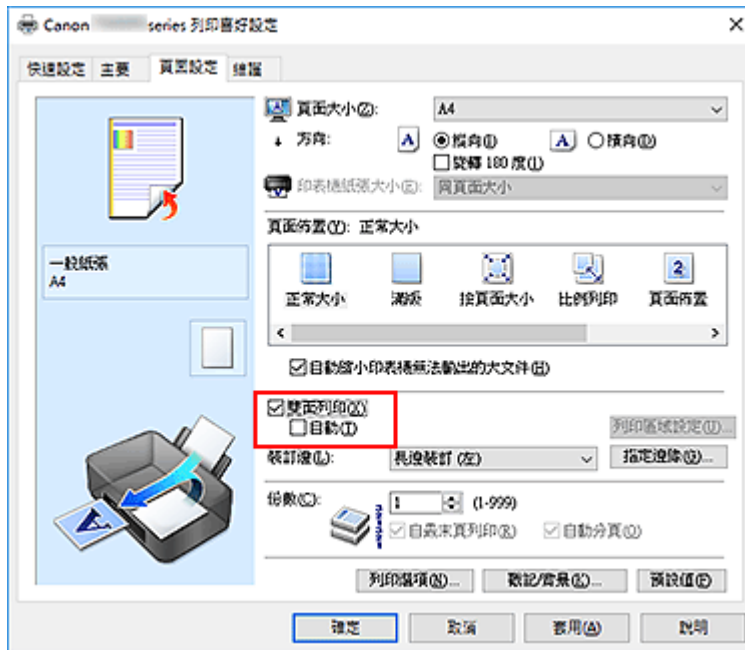 Canon series 列印喜好設定
快速設定 主要 頁面設定 維護
頁面大小(Z): A4
方向: A 縱向(I) A 橫向(D)
旋轉 180 度(1)
印表機紙張大小(E): 同頁面大小
頁面佈置(Y): 正常大小
一般紙張
A4
正常大小 滿版 按頁面大小 比例列印 頁面佈置
自動縮小印表機無法輸出的大文件(H)
雙面列印(X)
自動(T)
列印區域設定(U)...
裝訂邊(L): 長邊裝訂 (左) 指定邊緣(G)...
份數(C): 1 (1-999)
自最末頁列印(R) 自動分頁(O)
列印選項(N)... 戳記/背景(K)... 預設值(F)
確定 取消 套用(A) 說明